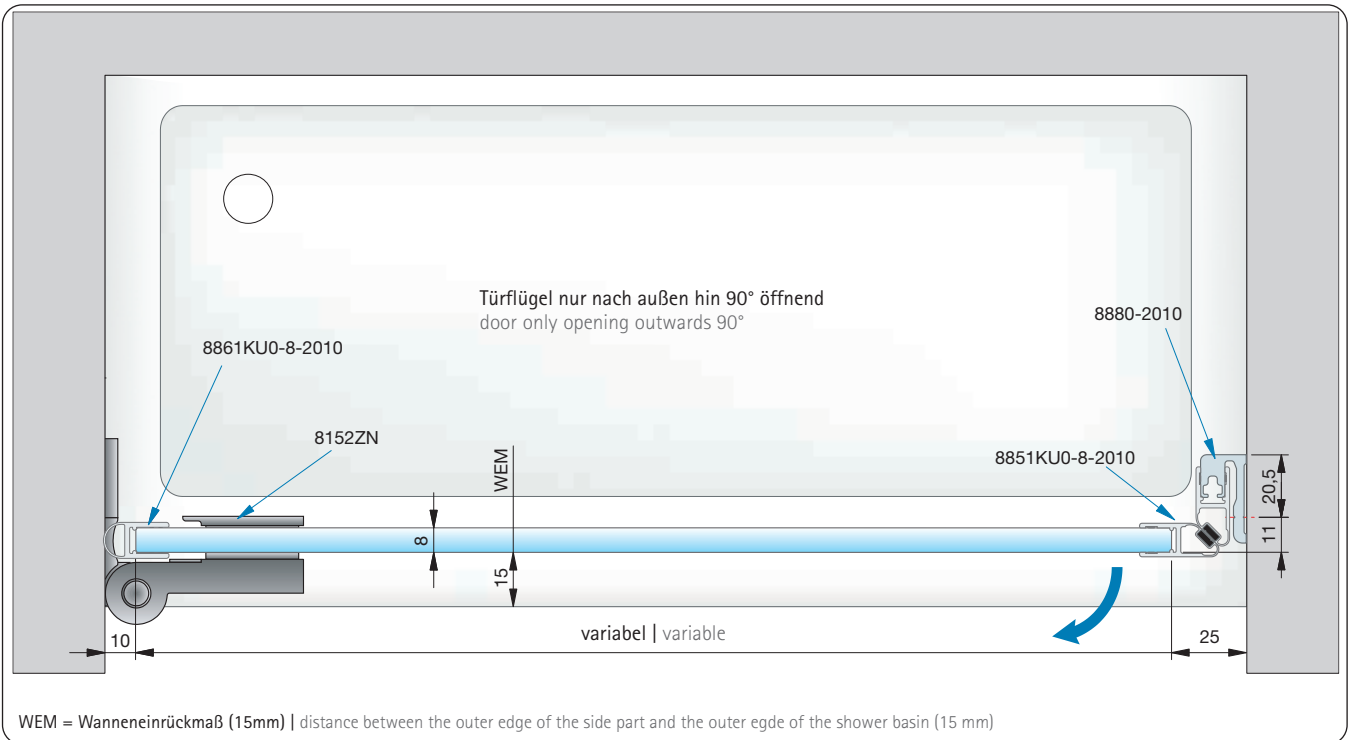 Türflügel nur nach außen hin 90° öffnend
door only opening outwards 90°
8880-2010
8861KU0-8-2010
8152ZN
WEM
8851KU0-8-2010
20,5
8
11
15
10
variabel | variable
25
WEM = Wanneneinrückmaß (15mm) | distance between the outer edge of the side part and the outer egde of the shower basin (15 mm)